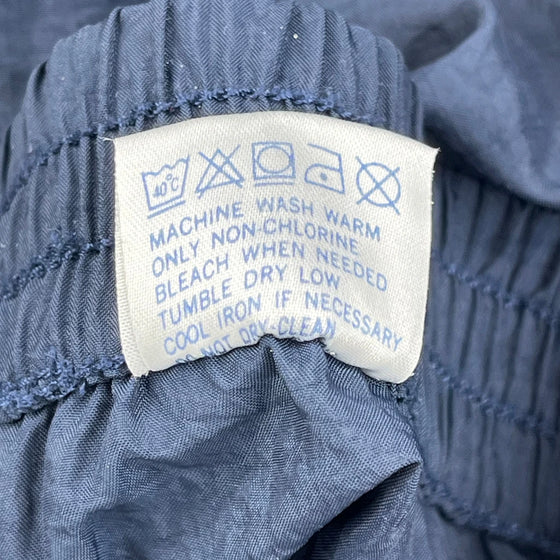 40°C
MACHINE WASH WARM
ONLY NON-CHLORINE
BLEACH WHEN NEEDED
TUMBLE DRY LOW
COOL IRON IF NECESSARY
DO NOT DRY-CLEAN